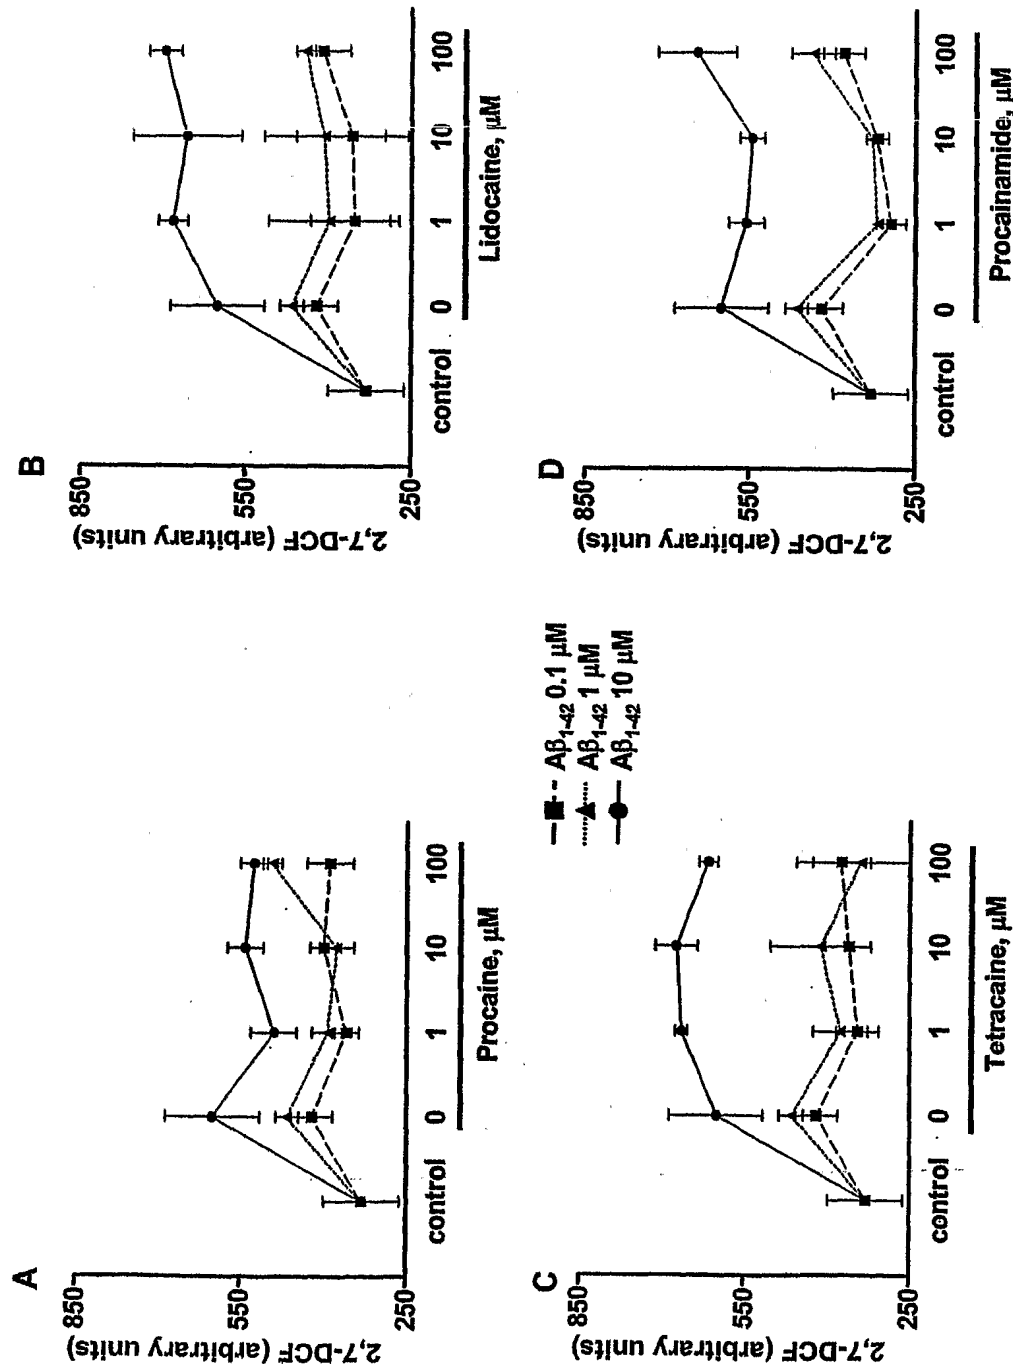 A
2,7-DCF (arbitrary units)
850
550
250
control 0 1 10 100
Procaine, μM
B
2,7-DCF (arbitrary units)
850
550
250
control 0 1 10 100
Lidocaine, μM
C
2,7-DCF (arbitrary units)
850
550
250
control 0 1 10 100
Tetracaine, μM
Aβ1-42 0.1 μM
Aβ1-42 1 μM
Aβ1-42 10 μM
D
2,7-DCF (arbitrary units)
850
550
250
control 0 1 10 100
Procainamide, μM